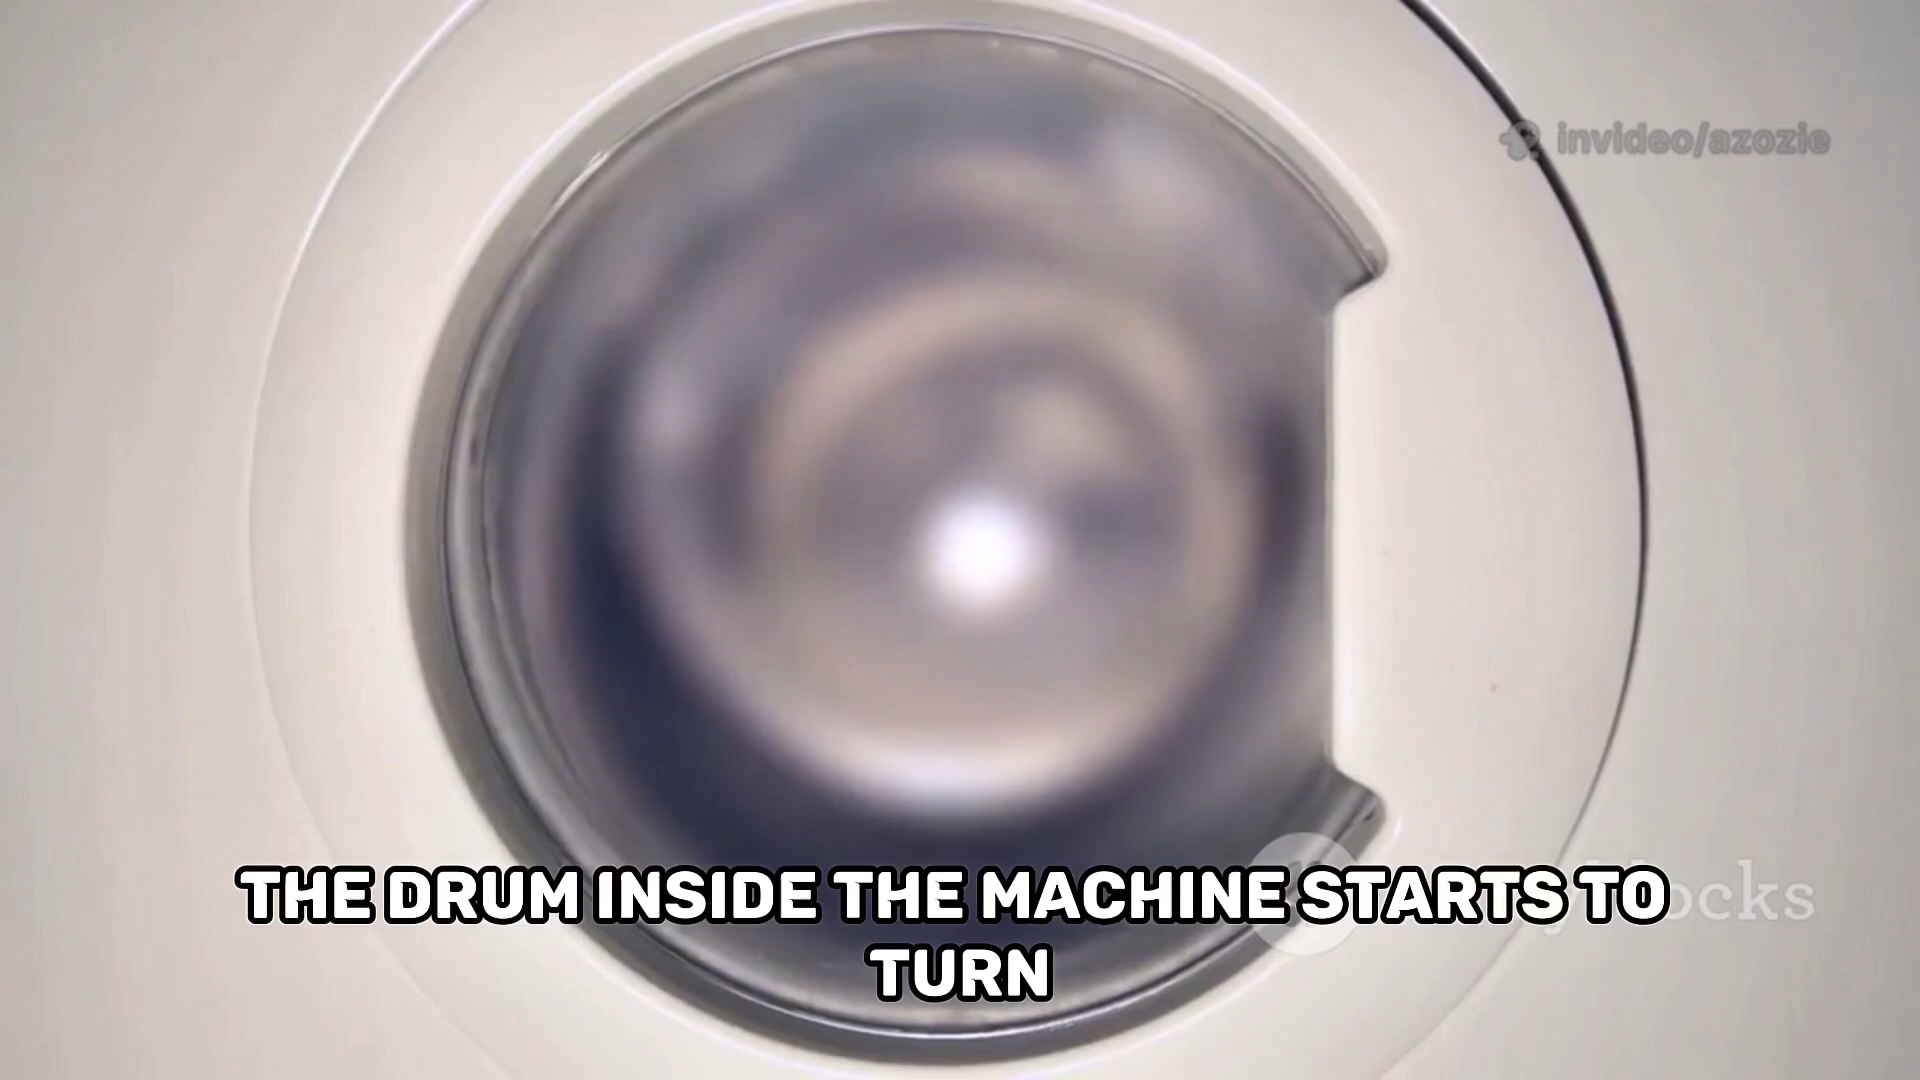 invideo/azozie
THE DRUM INSIDE THE MACHINE STARTS TO
TURN